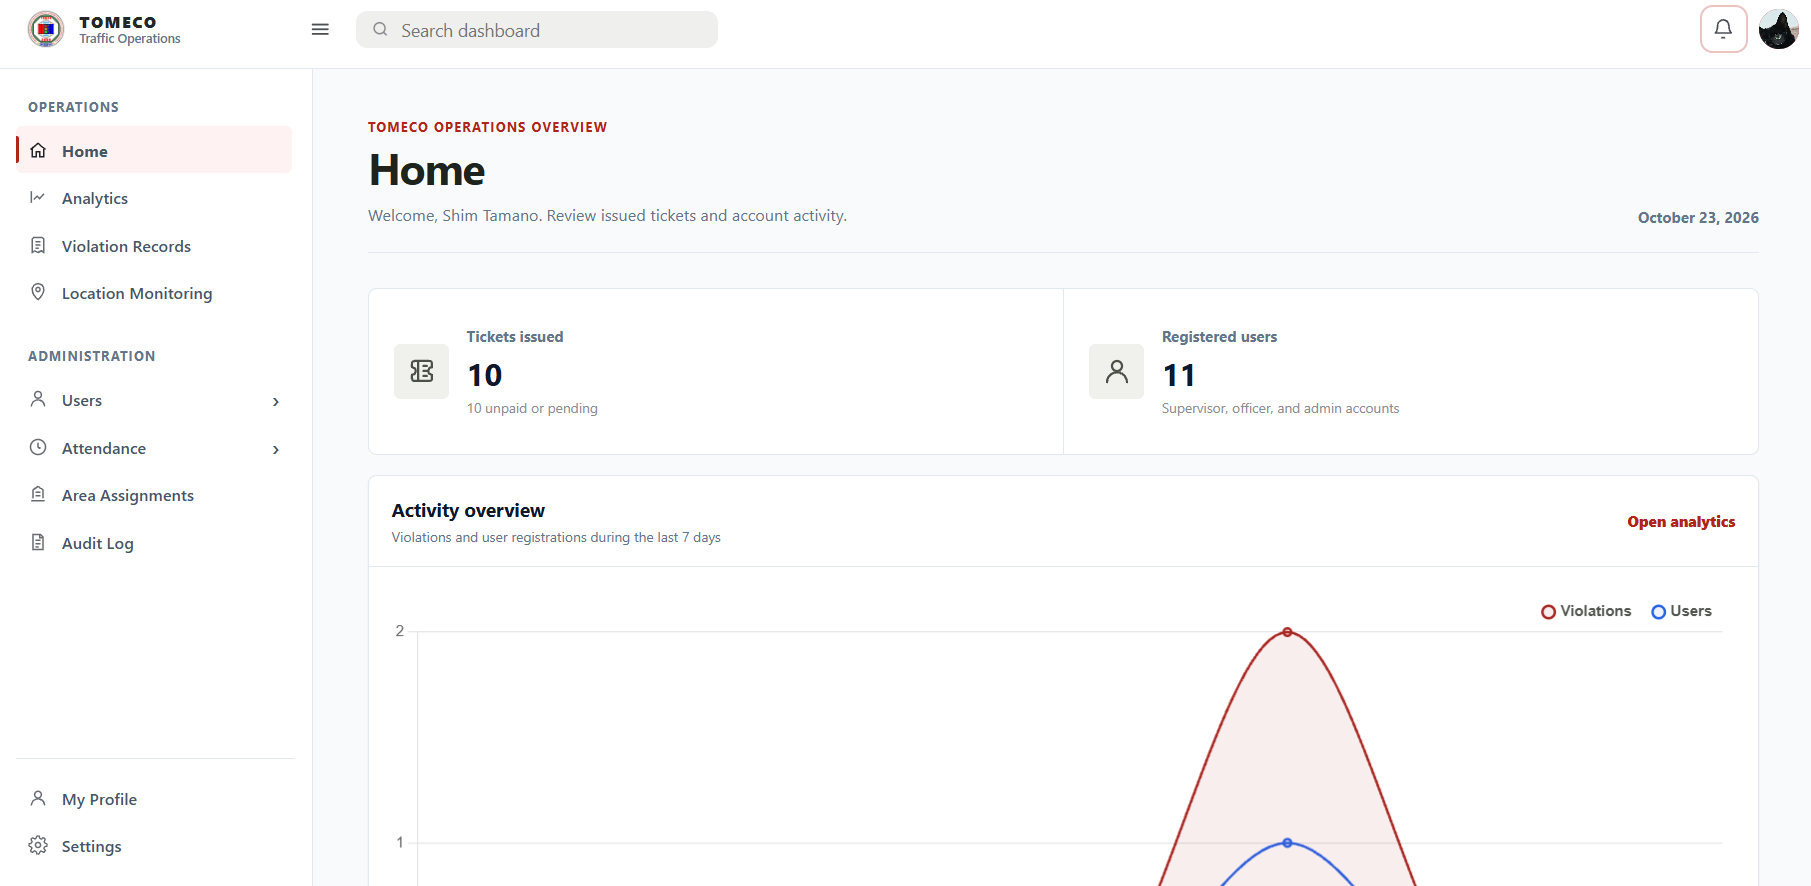 TOMECO
Traffic Operations
Search dashboard
OPERATIONS
Home
Analytics
Violation Records
Location Monitoring
ADMINISTRATION
Users
Attendance
Area Assignments
Audit Log
My Profile
Settings
TOMECO OPERATIONS OVERVIEW
Home
Welcome, Shim Tamano. Review issued tickets and account activity.
October 23, 2026
Tickets issued
10
10 unpaid or pending
Registered users
11
Supervisor, officer, and admin accounts
Activity overview
Violations and user registrations during the last 7 days
Open analytics
Violations
Users
2
1